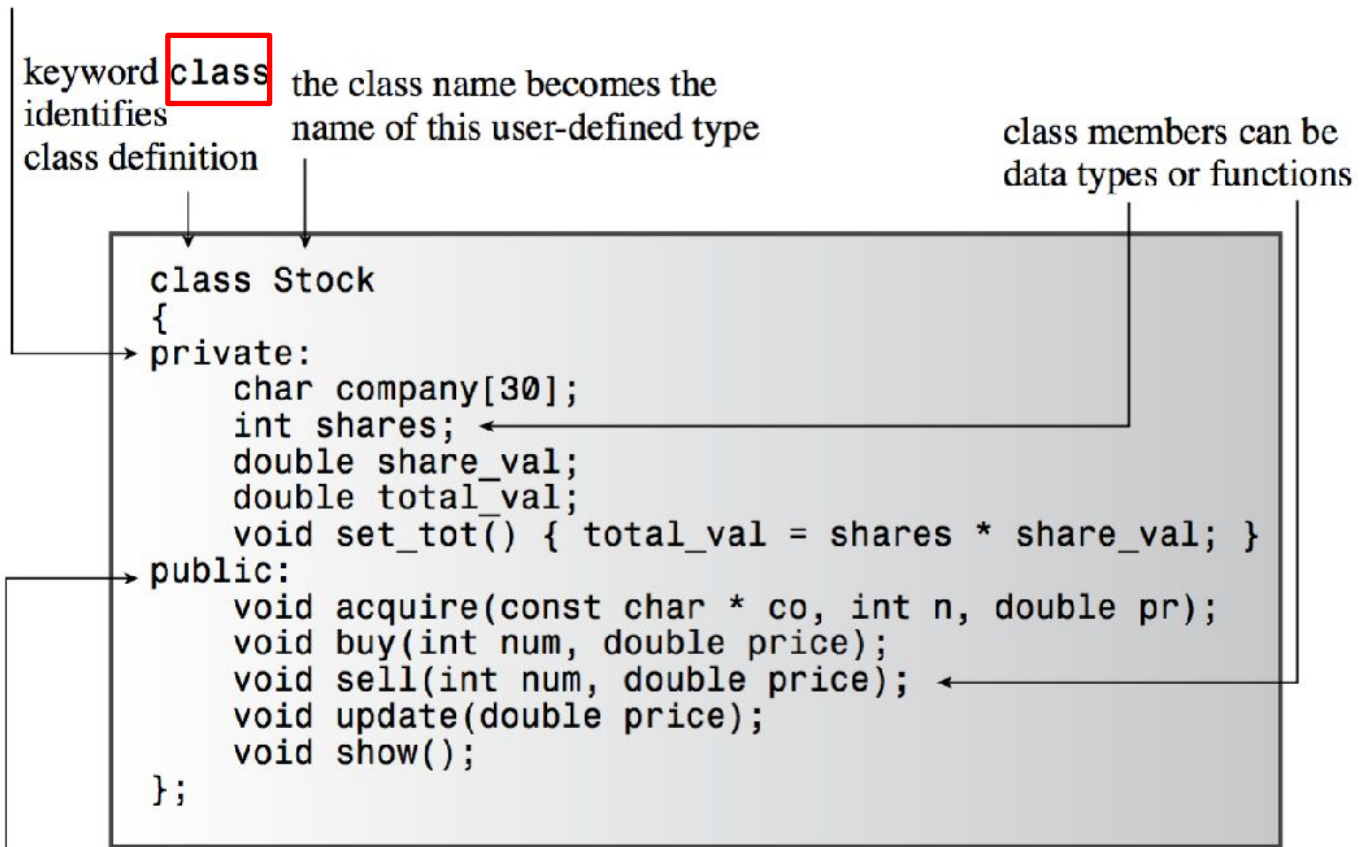 keyword class
identifies
class definition
the class name becomes the
name of this user-defined type
class members can be
data types or functions
class Stock
{
private:
char company[30];
int shares;
double share_val;
double total_val;
void set_tot() { total_val = shares * share_val; }
public:
void acquire(const char * co, int n, double pr);
void buy(int num, double price);
void sell(int num, double price);
void update(double price);
void show();
};